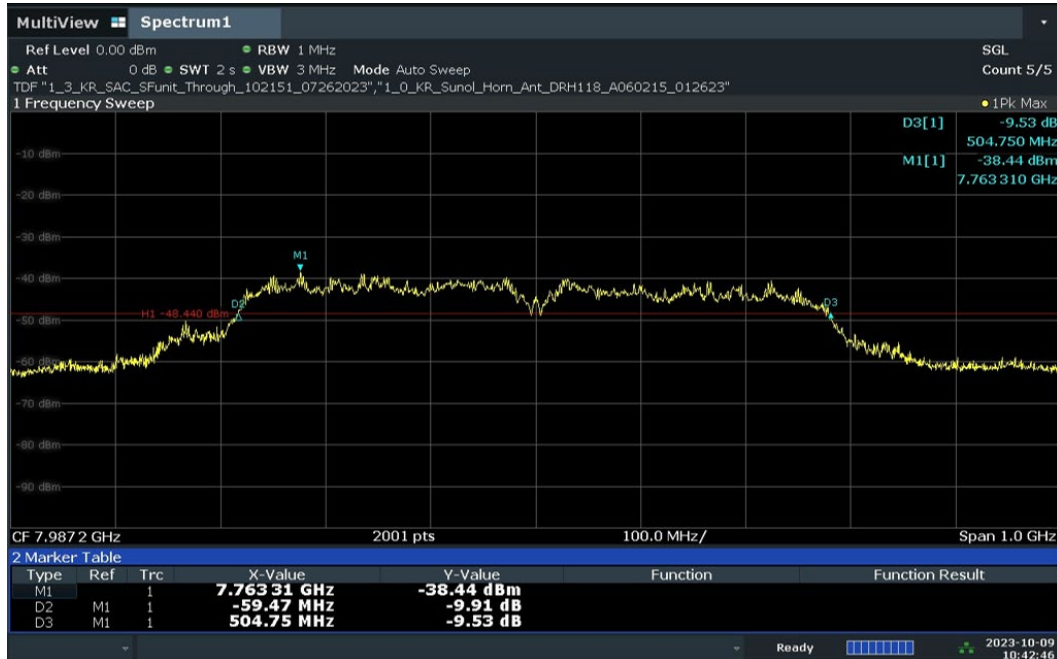 MultiView Spectrum1
Ref Level 0.00 dBm RBW 1 MHz SGL
Att 0 dB SWT 2 s VBW 3 MHz Mode Auto Sweep Count 5/5
TDF "1_3_KR_SAC_SFunit_Through_102151_07262023","1_0_KR_Sunol_Horn_Ant_DRH118_A060215_012623"
1 Frequency Sweep 1Pk Max
D3[1] -9.53 dB
504.750 MHz
-10 dBm
M1[1] -38.44 dBm
7.763 310 GHz
-20 dBm
-30 dBm
M1
-40 dBm
D2 D3
H1 -48.440 dBm
-50 dBm
-60 dBm
-70 dBm
-80 dBm
-90 dBm
CF 7.9872 GHz 2001 pts 100.0 MHz/ Span 1.0 GHz
2 Marker Table
Type Ref Trc X-Value Y-Value Function Function Result
M1 1 7.763 31 GHz -38.44 dBm
D2 M1 1 -59.47 MHz -9.91 dB
D3 M1 1 504.75 MHz -9.53 dB
Ready 2023-10-09
10:42:46